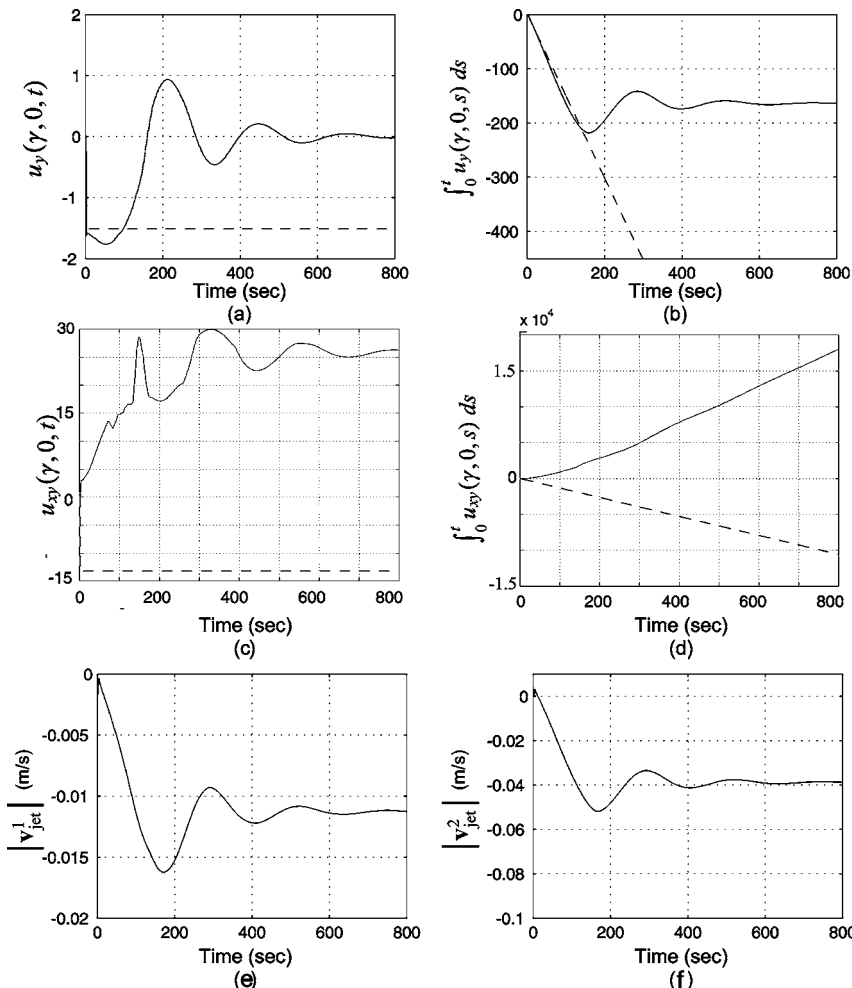 2
1
0
-1
-2
u_y(γ, 0, t)
0 200 400 600 800
Time (sec)
(a)
0
-100
-200
-300
-400
∫_0^t u_y(γ, 0, s) ds
0 200 400 600 800
Time (sec)
(b)
30
15
0
-15
u_xy(γ, 0, t)
0 200 400 600 800
Time (sec)
(c)
x 10^4
1.5
0
-1.5
∫_0^t u_xy(γ, 0, s) ds
0 200 400 600 800
Time (sec)
(d)
0
-0.005
-0.01
-0.015
-0.02
|v^1_jet| (m/s)
0 200 400 600 800
Time (sec)
(e)
0
-0.02
-0.04
-0.06
-0.08
-0.1
|v^2_jet| (m/s)
0 200 400 600 800
Time (sec)
(f)